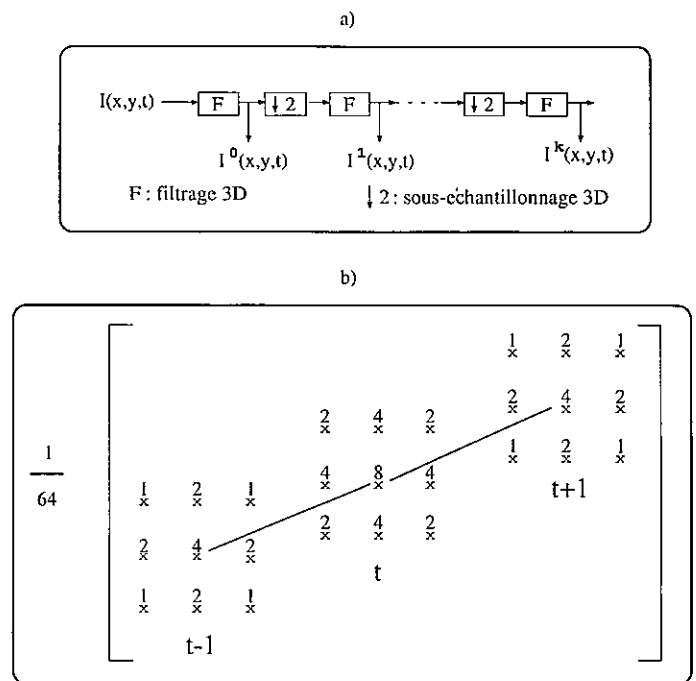 a)
I(x,y,t) F ↓ 2 F ↓ 2 F
I⁰(x,y,t) I¹(x,y,t) Iᵏ(x,y,t)
F : filtrage 3D ↓ 2 : sous-echantillonnage 3D
b)
1 2 1
x x x
2 4 2
x x x
1 2 1
x x x
t+1
2 4 2
x x x
4 8 4
x x x
2 4 2
x x x
t
1
64
1 2 1
x x x
2 4 2
x x x
1 2 1
x x x
t-1